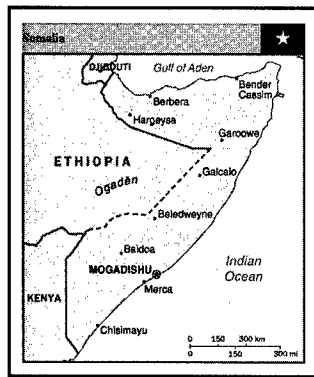 Somalia
DJIBOUTI
Gulf of Aden
Bender
Cassim
Berbera
Hargeysa
Garoowe
ETHIOPIA
Galcaio
Ogadēn
Beledweyne
Baidoa
Indian
Ocean
MOGADISHU
KENYA
Merca
Chisimayu
0 150 300 km
0 150 300 mi